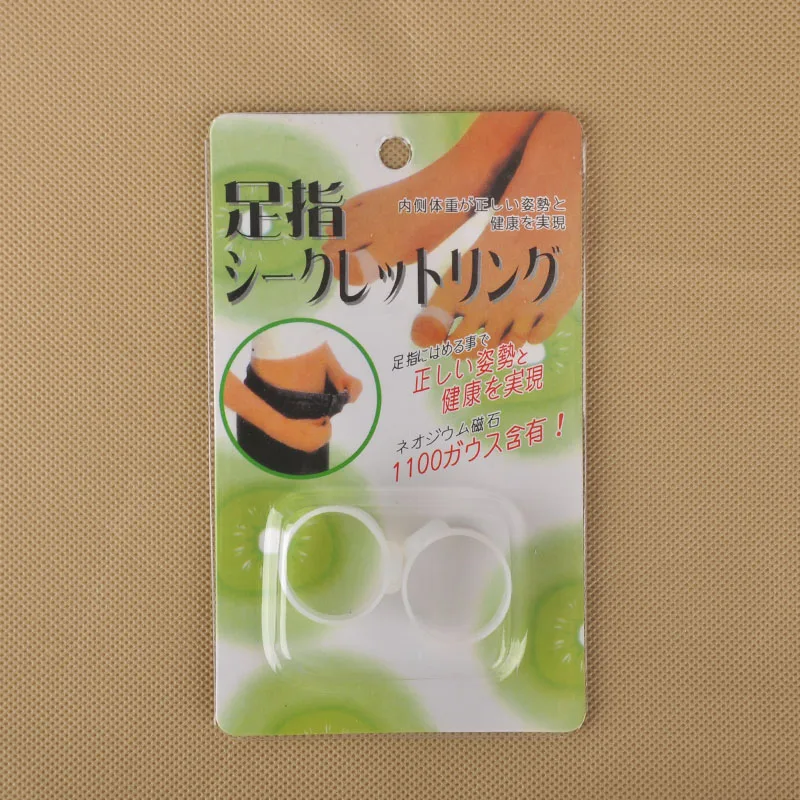 足指
シークレットリング
内側体重が正しい姿勢と
健康を実現
足指にはめる事で
正しい姿勢と
健康を実現
ネオジウム磁石
1100ガウス含有！